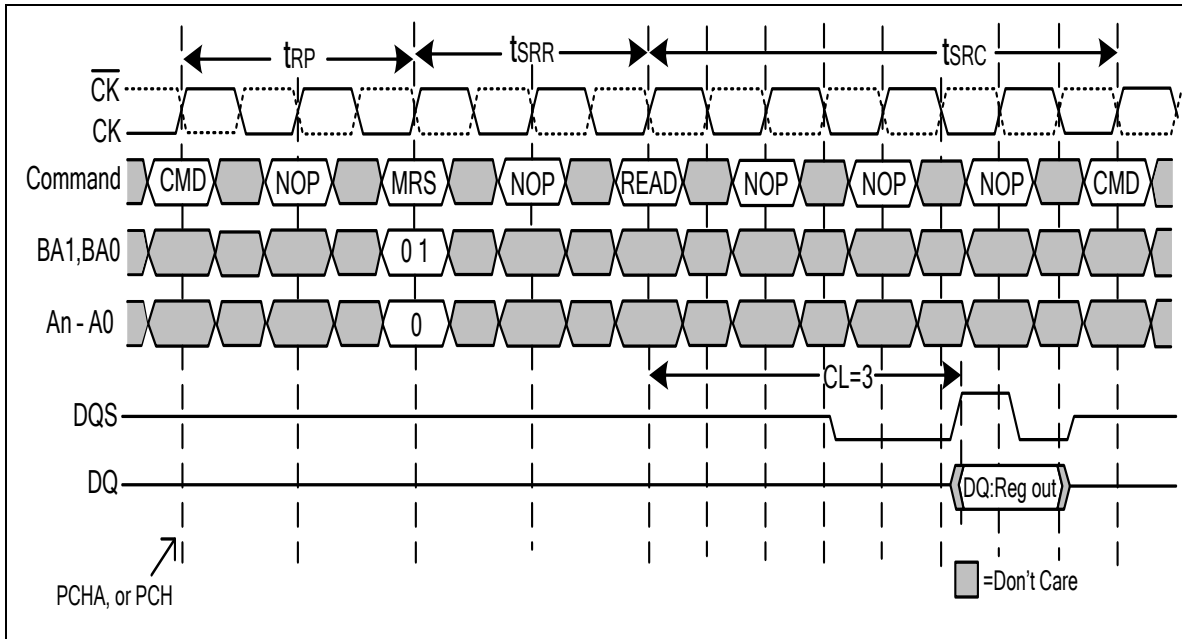 tRP tSRR tSRC
CK
CK
Command CMD NOP MRS NOP READ NOP NOP NOP CMD
BA1,BA0 0 1
An - A0 0
CL=3
DQS
DQ DQ:Reg out
PCHA, or PCH
=Don't Care